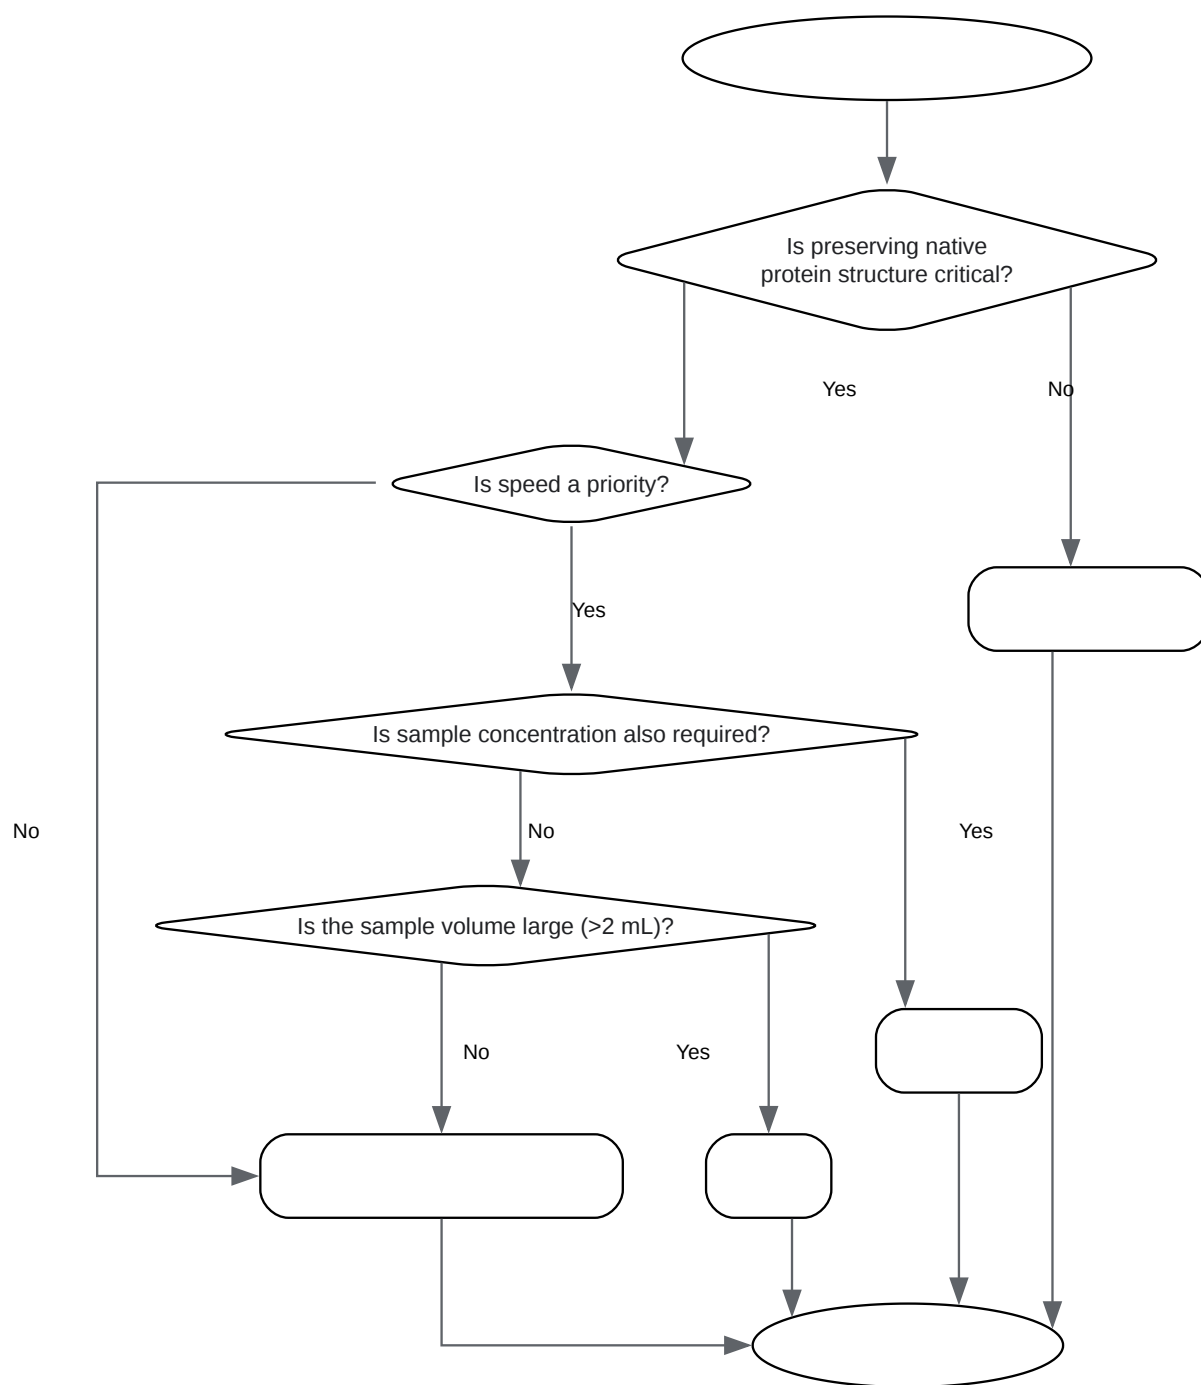 Is preserving native
protein structure critical?
Yes
No
Is speed a priority?
Yes
Is sample concentration also required?
No
No
Yes
Is the sample volume large (>2 mL)?
No
Yes